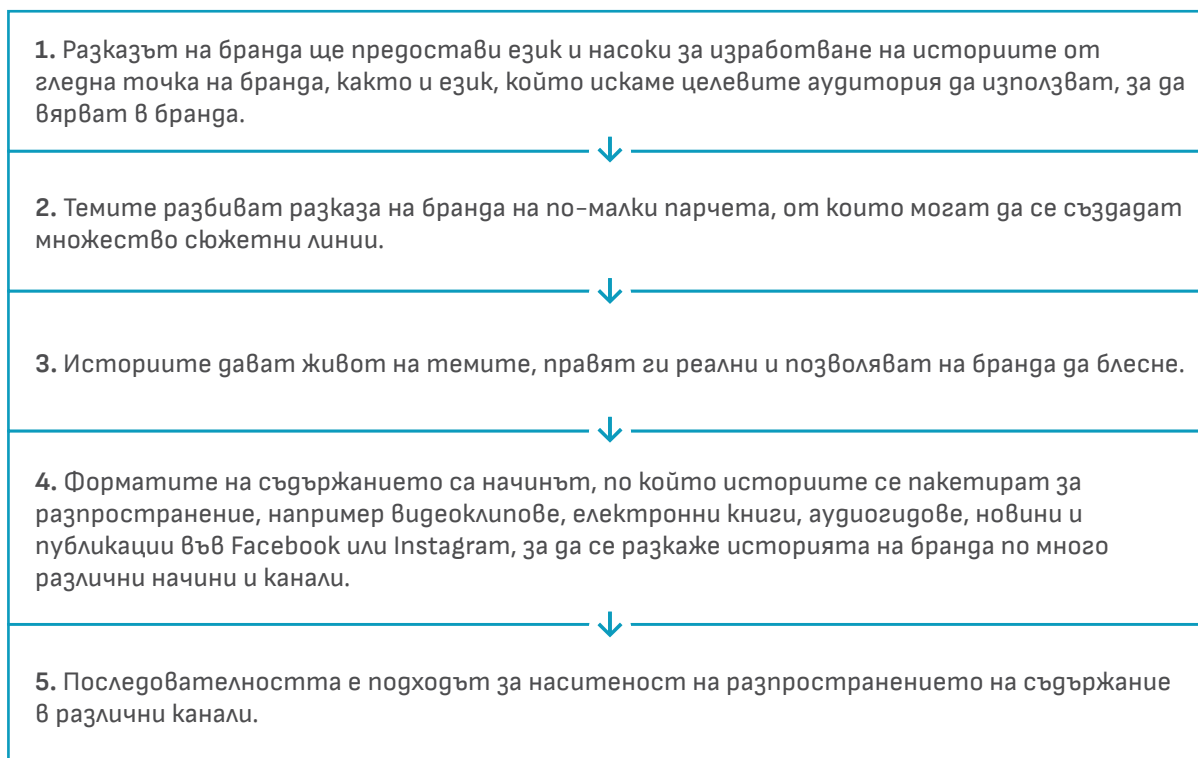 1. Разказът на бранда ще предостави език и насоки за изработване на историите от
гледна точка на бранда, както и език, който искаме целевите аудитория да използват, за да
вярват в бранда.
2. Темите разбиват разказа на бранда на по-малки парчета, от които могат да се създадат
множество сюжетни линии.
3. Историите дават живот на темите, правят ги реални и позволяват на бранда да блесне.
4. Форматите на съдържанието са начинът, по който историите се пакетират за
разпространение, например видеоклипове, електронни книги, аудиогидове, новини и
публикации във Facebook или Instagram, за да се разкаже историята на бранда по много
различни начини и канали.
5. Последователността е подходът за наситеност на разпространението на съдържание
в различни канали.